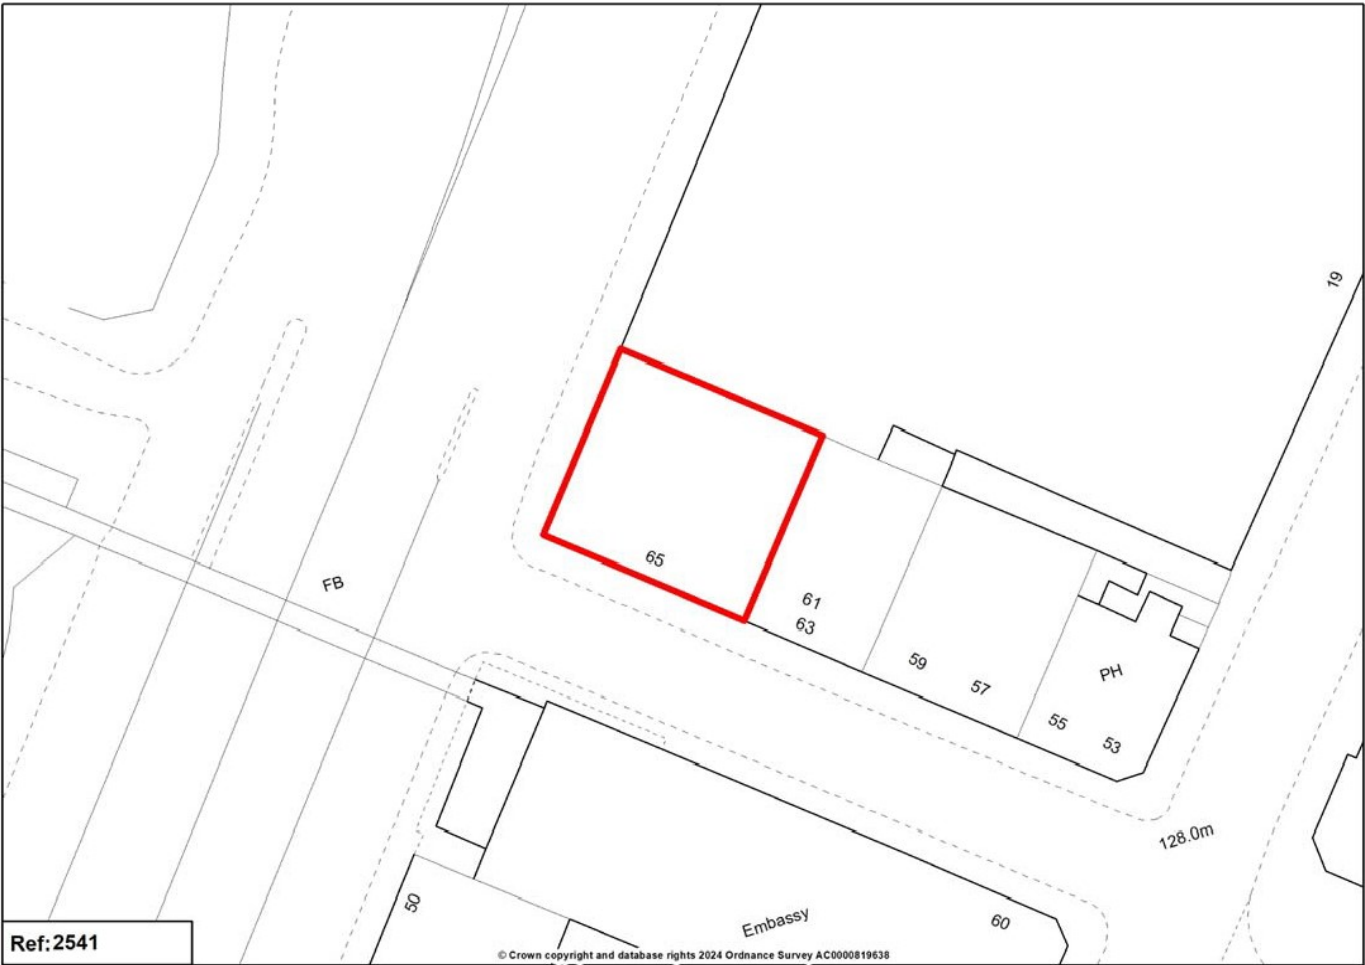 19
65
FB
61
63
59
57
PH
55
53
128.0m
50
Embassy
60
Ref:2541
© Crown copyright and database rights 2024 Ordnance Survey AC0000819638